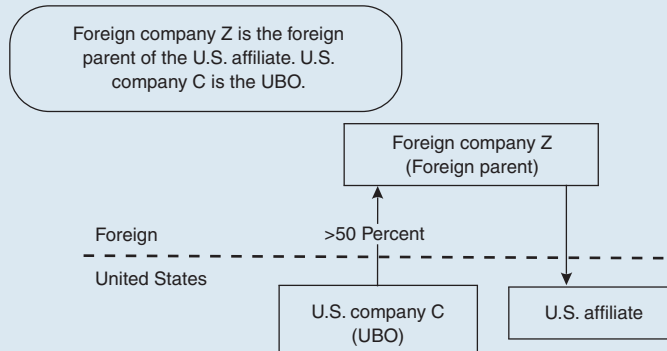 Foreign company Z is the foreign
parent of the U.S. affiliate. U.S.
company C is the UBO.
Foreign company Z
(Foreign parent)
Foreign
>50 Percent
United States
U.S. company C
(UBO)
U.S. affiliate